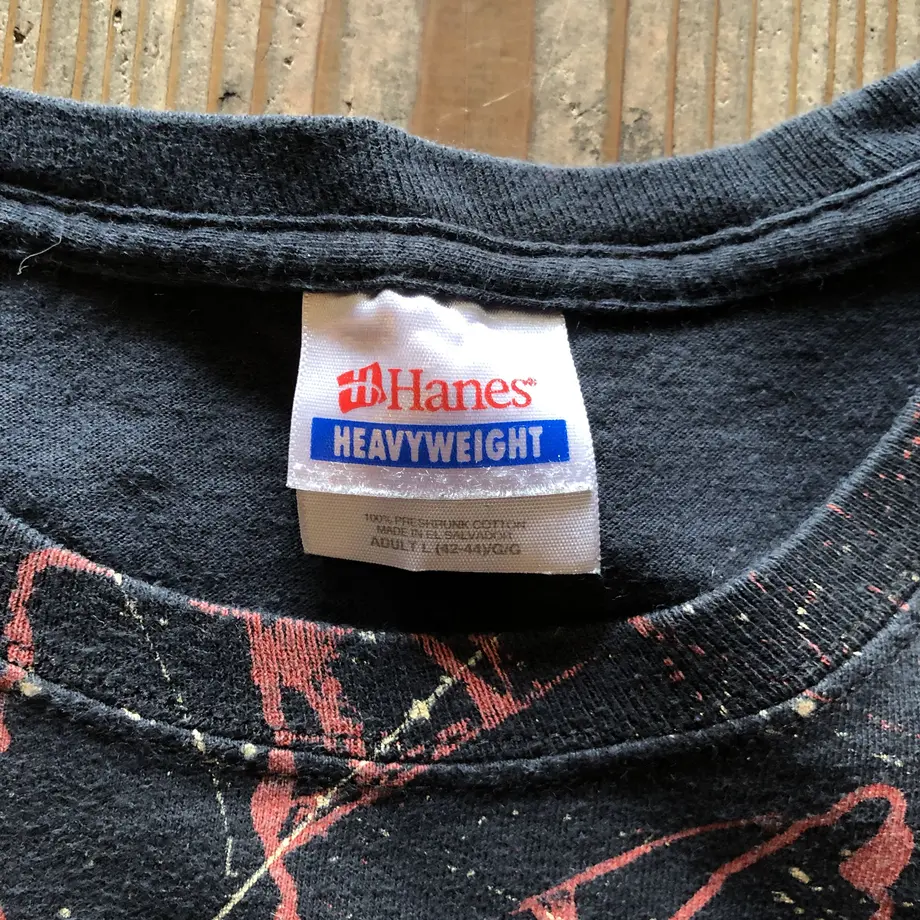 Hanes®
HEAVYWEIGHT
100% PRESHRUNK COTTON
MADE IN EL SALVADOR
ADULT L (42-44)/G/G